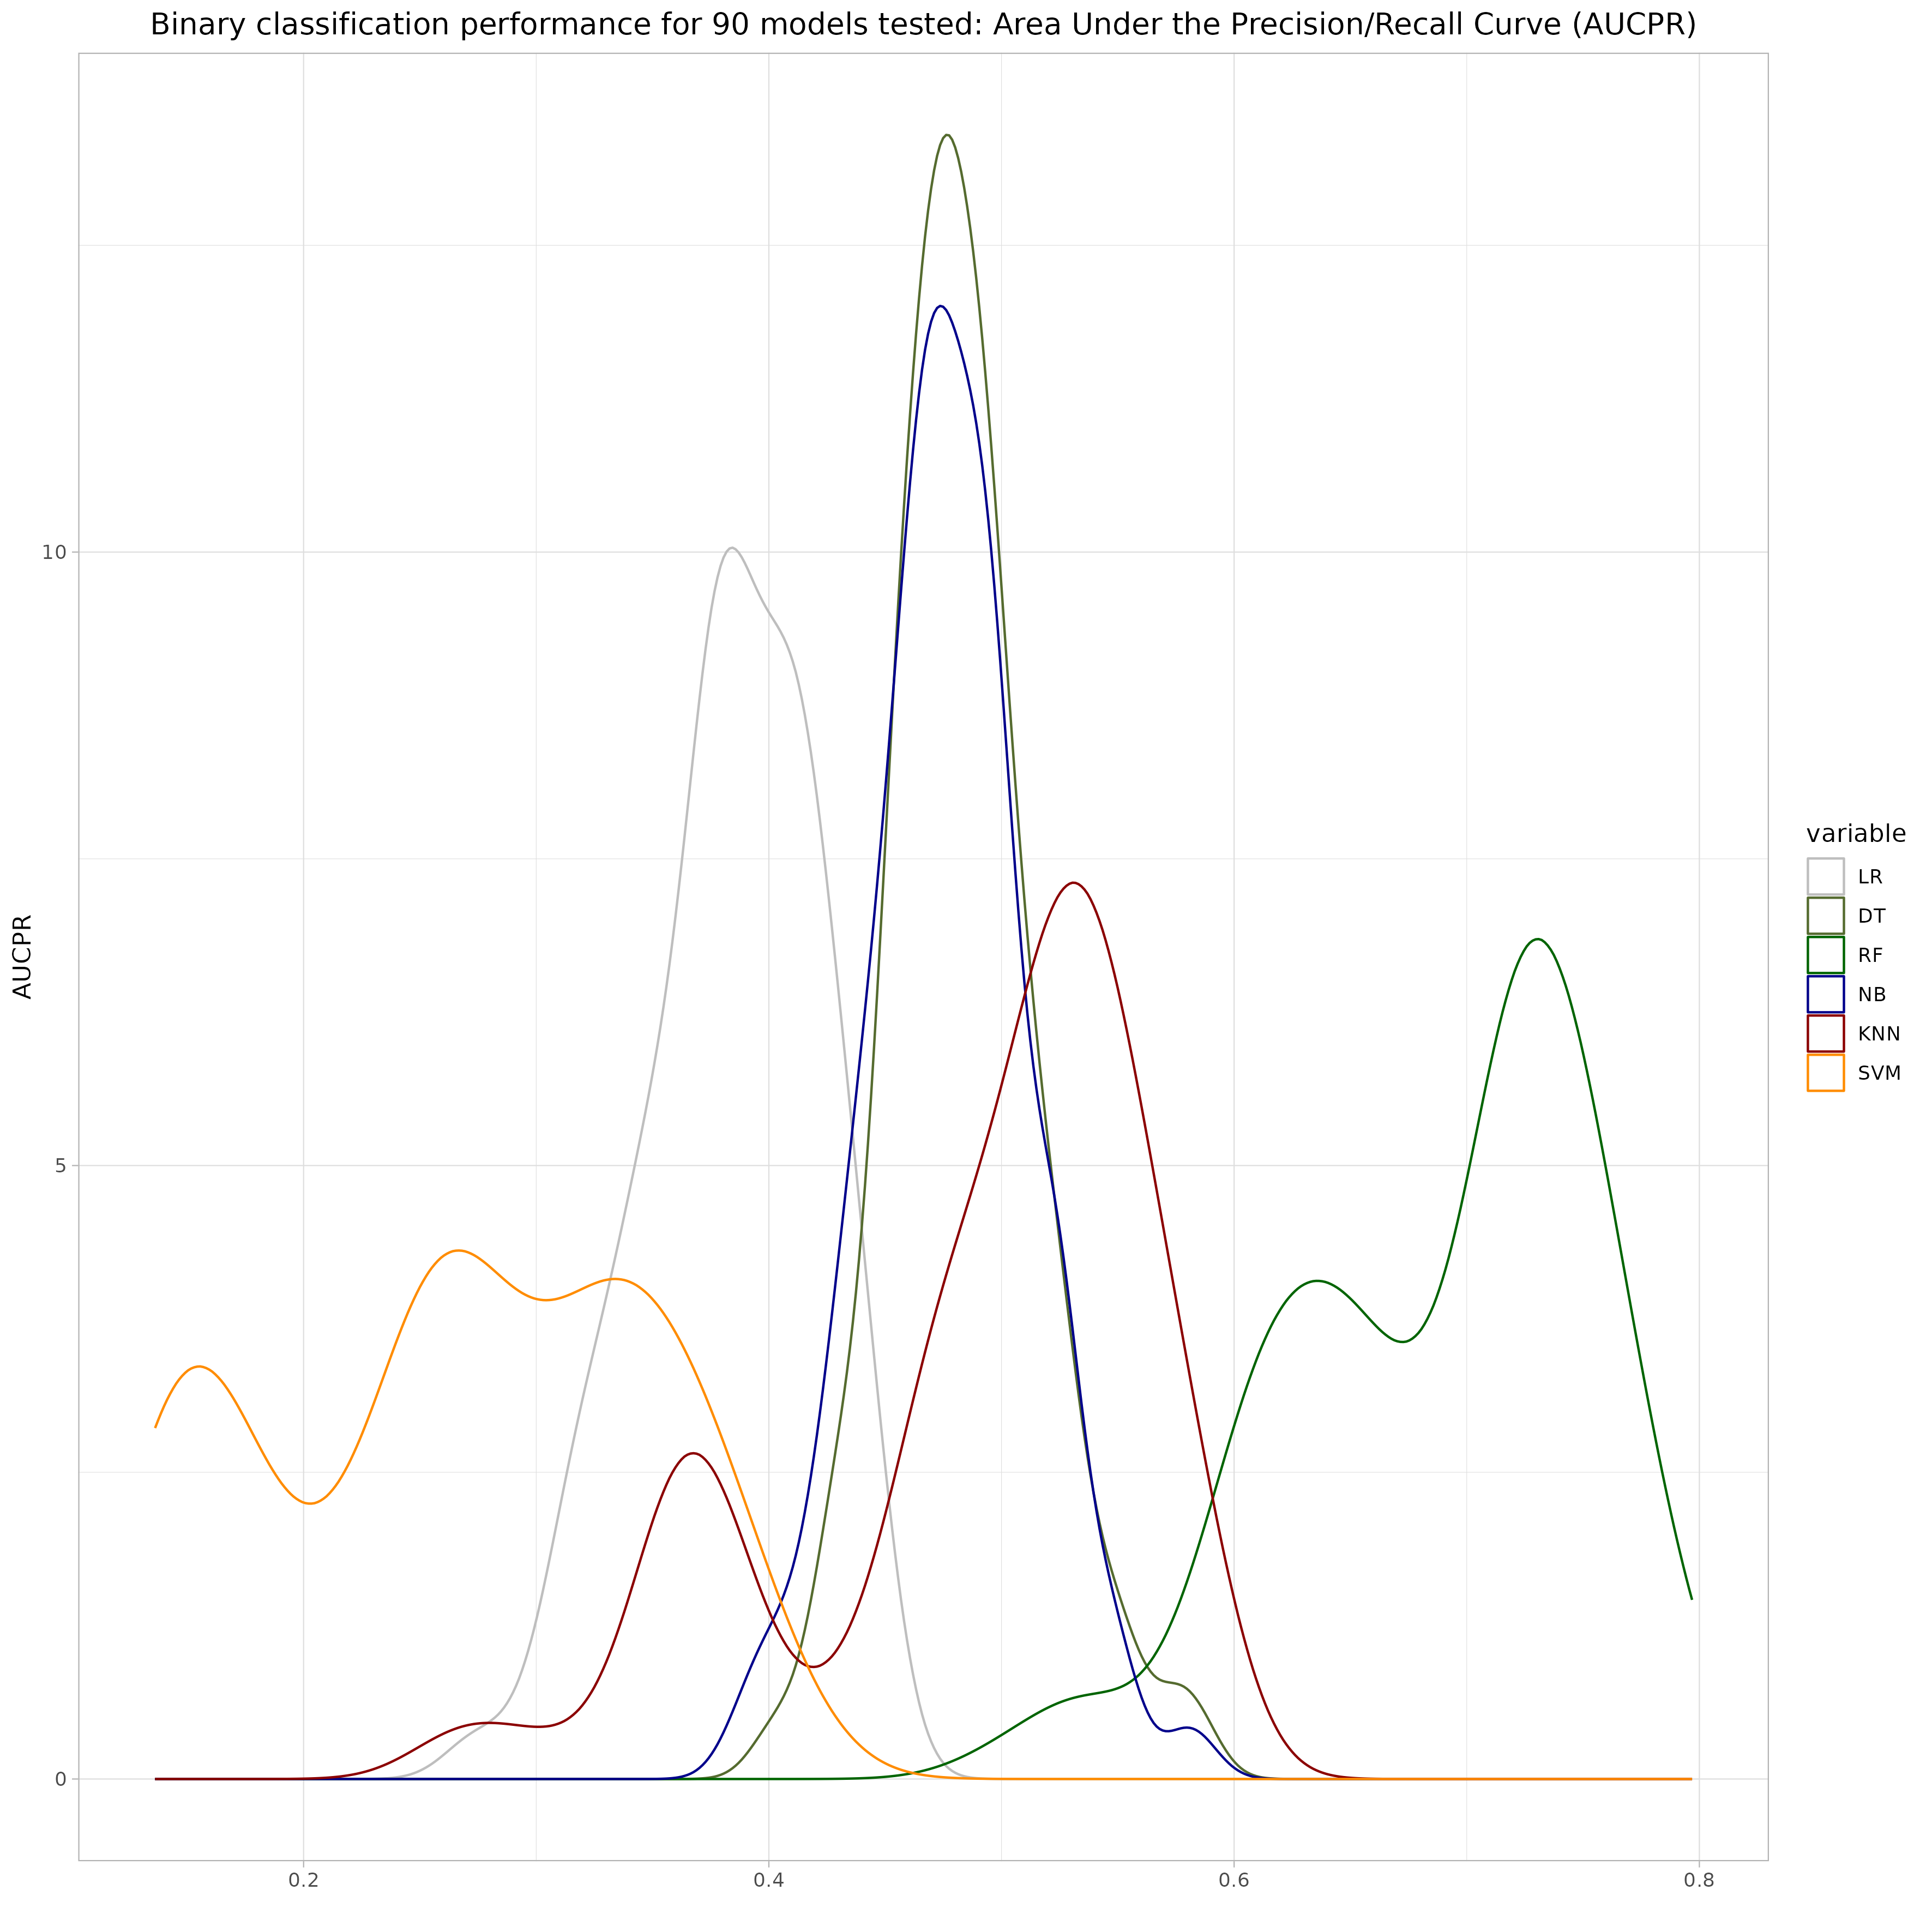 Binary classification performance for 90 models tested: Area Under the Precision/Recall Curve (AUCPR)
AUCPR
10
5
0
0.2
0.4
0.6
0.8
variable
LR
DT
RF
NB
KNN
SVM